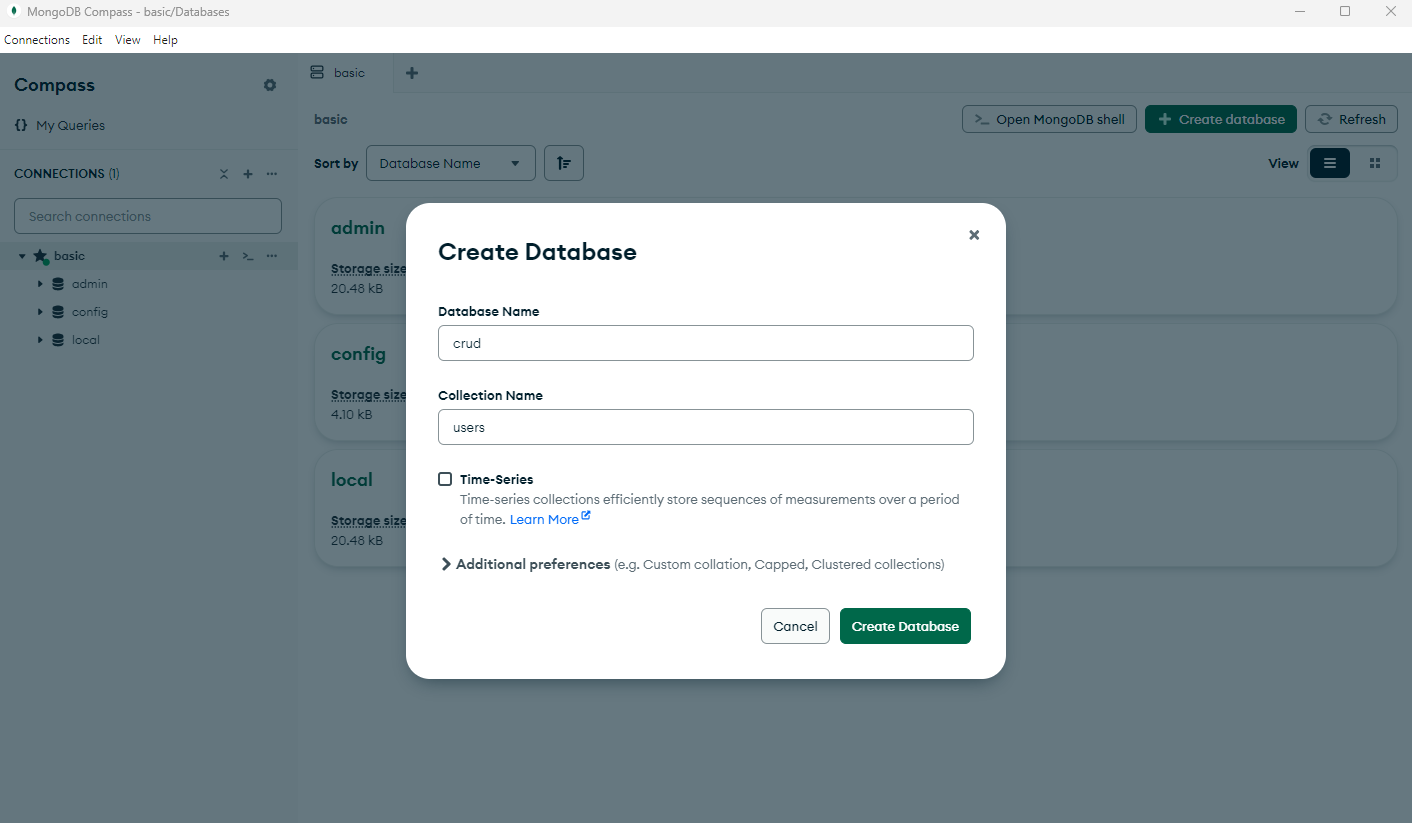 MongoDB Compass - basic/Databases
Connections Edit View Help
Compass
My Queries
CONNECTIONS (1)
Search connections
basic
admin
config
local
basic
basic
Open MongoDB shell
Create database
Refresh
Sort by
Database Name
View
admin
Storage size
20.48 kB
config
Storage size
4.10 kB
local
Storage size
20.48 kB
Create Database
Database Name
crud
Collection Name
users
Time-Series
Time-series collections efficiently store sequences of measurements over a period
of time. Learn More
Additional preferences (e.g. Custom collation, Capped, Clustered collections)
Cancel
Create Database